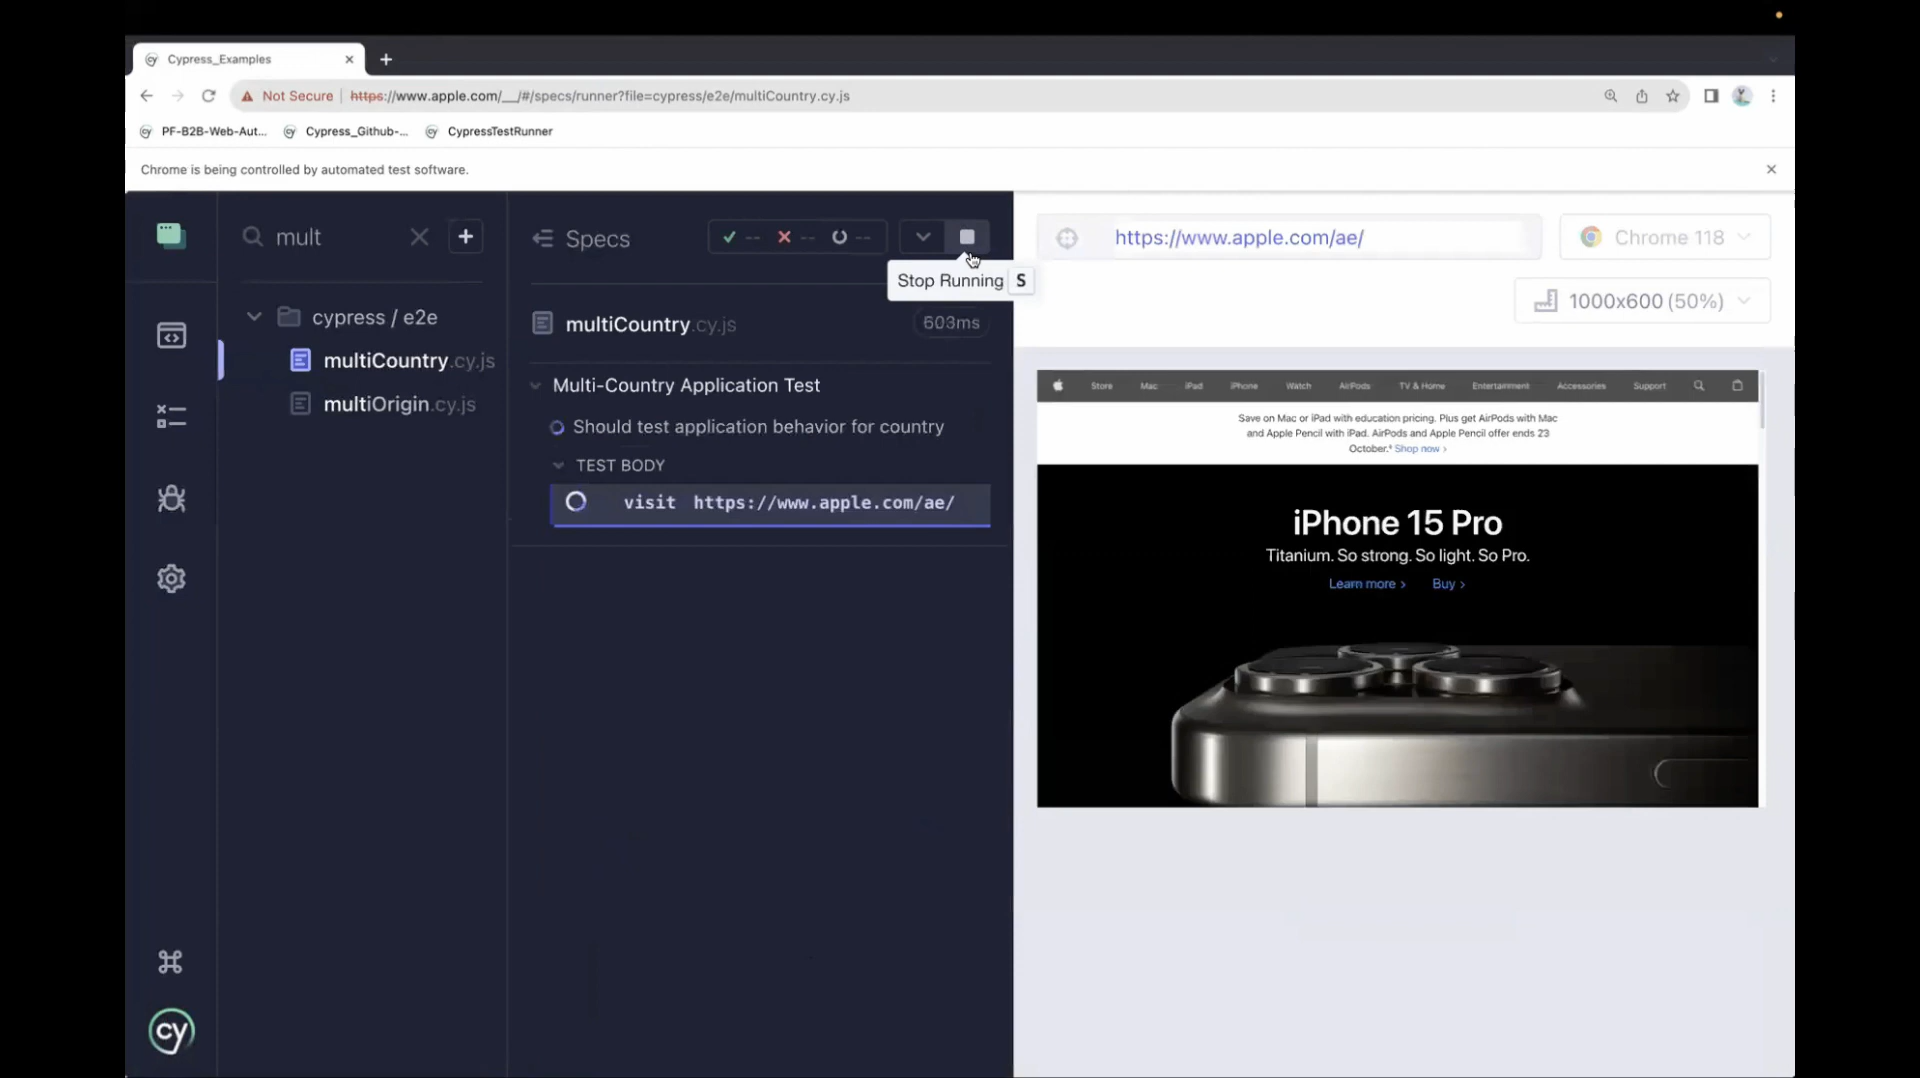 Cypress_Examples
Not Secure https://www.apple.com/__/#/specs/runner?file=cypress/e2e/multiCountry.cy.js
PF-B2B-Web-Aut... Cypress_Github-... CypressTestRunner
Chrome is being controlled by automated test software.
mult
cypress / e2e
multiCountry.cy.js
multiOrigin.cy.js
cy
Specs -- -- --
Stop Running S
multiCountry.cy.js 603ms
Multi-Country Application Test
Should test application behavior for country
TEST BODY
visit https://www.apple.com/ae/
https://www.apple.com/ae/ Chrome 118
1000x600 (50%)
Store Mac iPad iPhone Watch AirPods TV & Home Entertainment Accessories Support
Save on Mac or iPad with education pricing. Plus get AirPods with Mac
and Apple Pencil with iPad. AirPods and Apple Pencil offer ends 23
October.⁶ Shop now >
iPhone 15 Pro
Titanium. So strong. So light. So Pro.
Learn more > Buy >